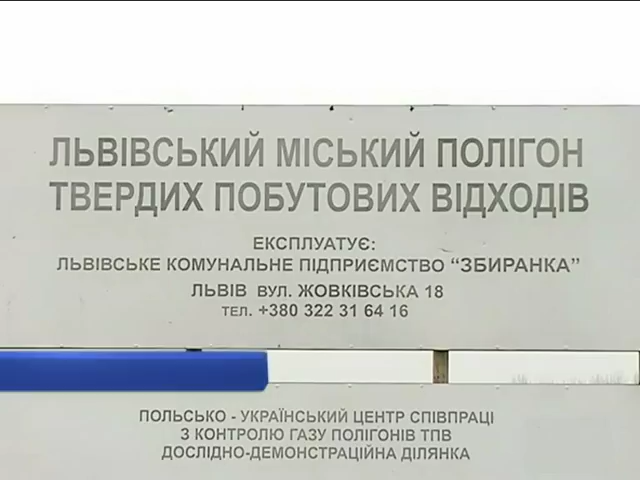 ЛЬВІВСЬКИЙ МІСЬКИЙ ПОЛІГОН
ТВЕРДИХ ПОБУТОВИХ ВІДХОДІВ
ЕКСПЛУАТУЄ:
ЛЬВІВСЬКЕ КОМУНАЛЬНЕ ПІДПРИЄМСТВО “ЗБИРАНКА”
ЛЬВІВ ВУЛ. ЖОВКІВСЬКА 18
ТЕЛ. +380 322 31 64 16
ПОЛЬСЬКО - УКРАЇНСЬКИЙ ЦЕНТР СПІВПРАЦІ
З КОНТРОЛЮ ГАЗУ ПОЛІГОНІВ ТПВ
ДОСЛІДНО-ДЕМОНСТРАЦІЙНА ДІЛЯНКА